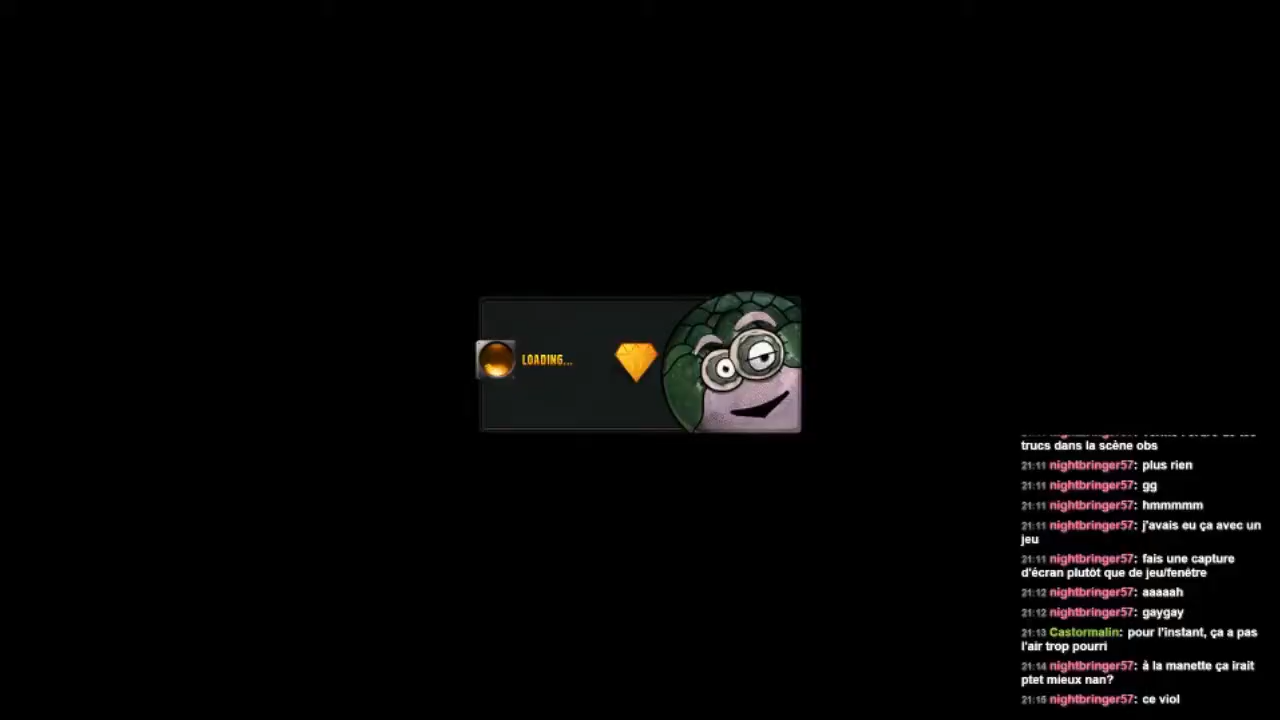 LOADING...
trucs dans la scène obs
21:11 nightbringer57: plus rien
21:11 nightbringer57: gg
21:11 nightbringer57: hmmmmm
21:11 nightbringer57: j'avais eu ça avec un
jeu
21:11 nightbringer57: fais une capture
d'écran plutôt que de jeu/fenêtre
21:12 nightbringer57: aaaaah
21:12 nightbringer57: gaygay
21:13 Castormalin: pour l'instant, ça a pas
l'air trop pourri
21:14 nightbringer57: à la manette ça irait
ptet mieux nan?
21:15 nightbringer57: ce viol